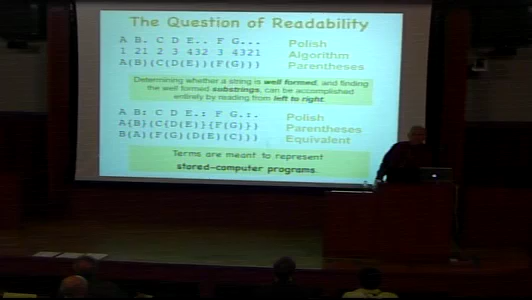 The Question of Readability
A B. C D E.. F G... Polish
1 21 2 3 432 3 4321 Algorithm
A(B)(C(D(E))(F(G))) Parentheses
Determining whether a string is well formed, and finding
the well formed substrings, can be accomplished
entirely by reading from left to right.
A B: C D E.: F G.:. Polish
A{B}(C{D(E)}{F(G)}) Parentheses
B(A)(F(G)(D(E)(C))) Equivalent
Terms are meant to represent
stored-computer programs.